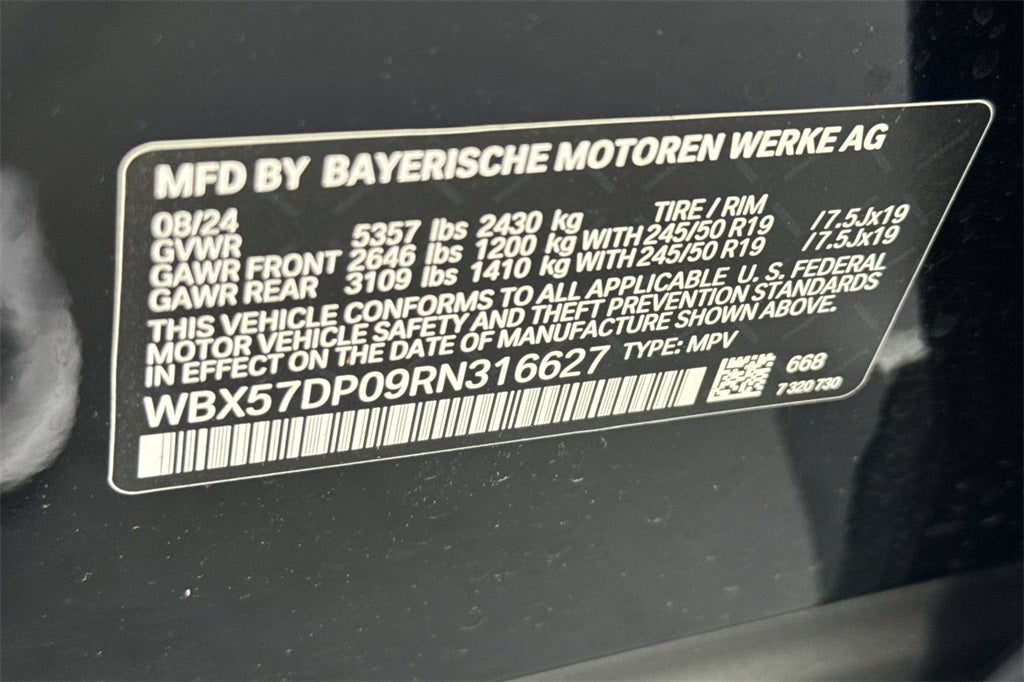 MFD BY BAYERISCHE MOTOREN WERKE AG
08/24 TIRE / RIM
GVWR 5357 lbs 2430 kg
GAWR FRONT 2646 lbs 1200 kg WITH 245/50 R19 /7.5Jx19
GAWR REAR 3109 lbs 1410 kg WITH 245/50 R19 /7.5Jx19
THIS VEHICLE CONFORMS TO ALL APPLICABLE U. S. FEDERAL
MOTOR VEHICLE SAFETY AND THEFT PREVENTION STANDARDS
IN EFFECT ON THE DATE OF MANUFACTURE SHOWN ABOVE.
WBX57DP09RN316627 TYPE: MPV
668
7 320 730